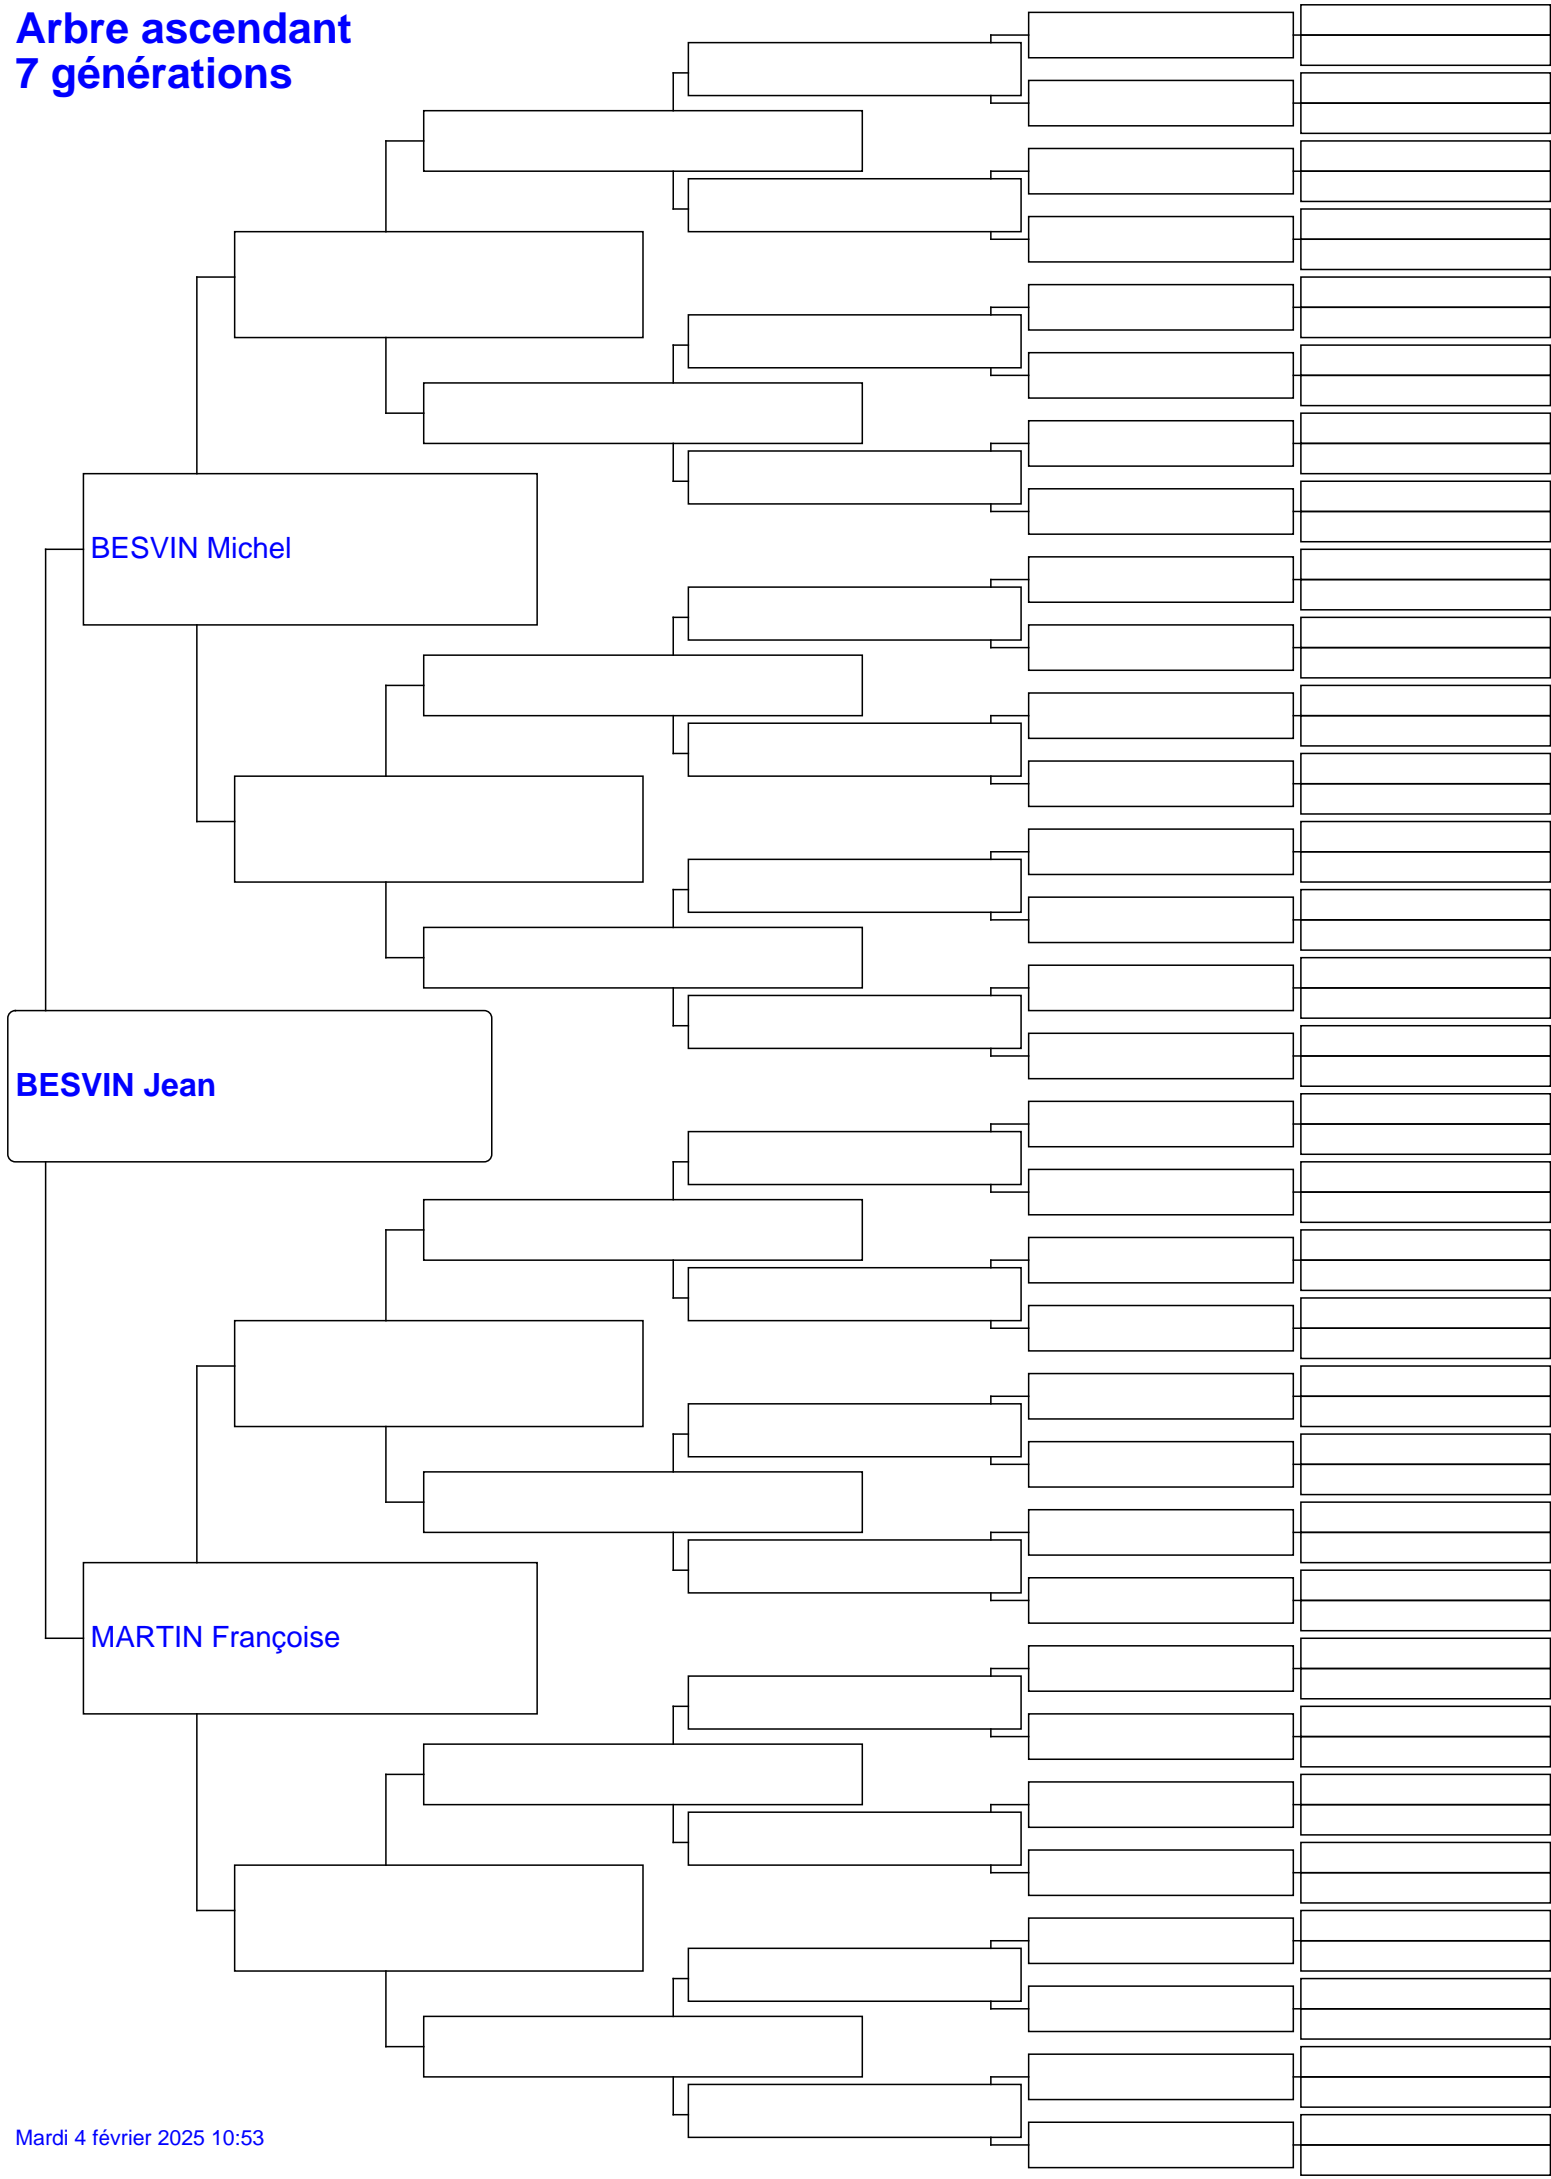 Arbre ascendant
7 générations
BESVIN Michel
BESVIN Jean
MARTIN Françoise
Mardi 4 février 2025 10:53